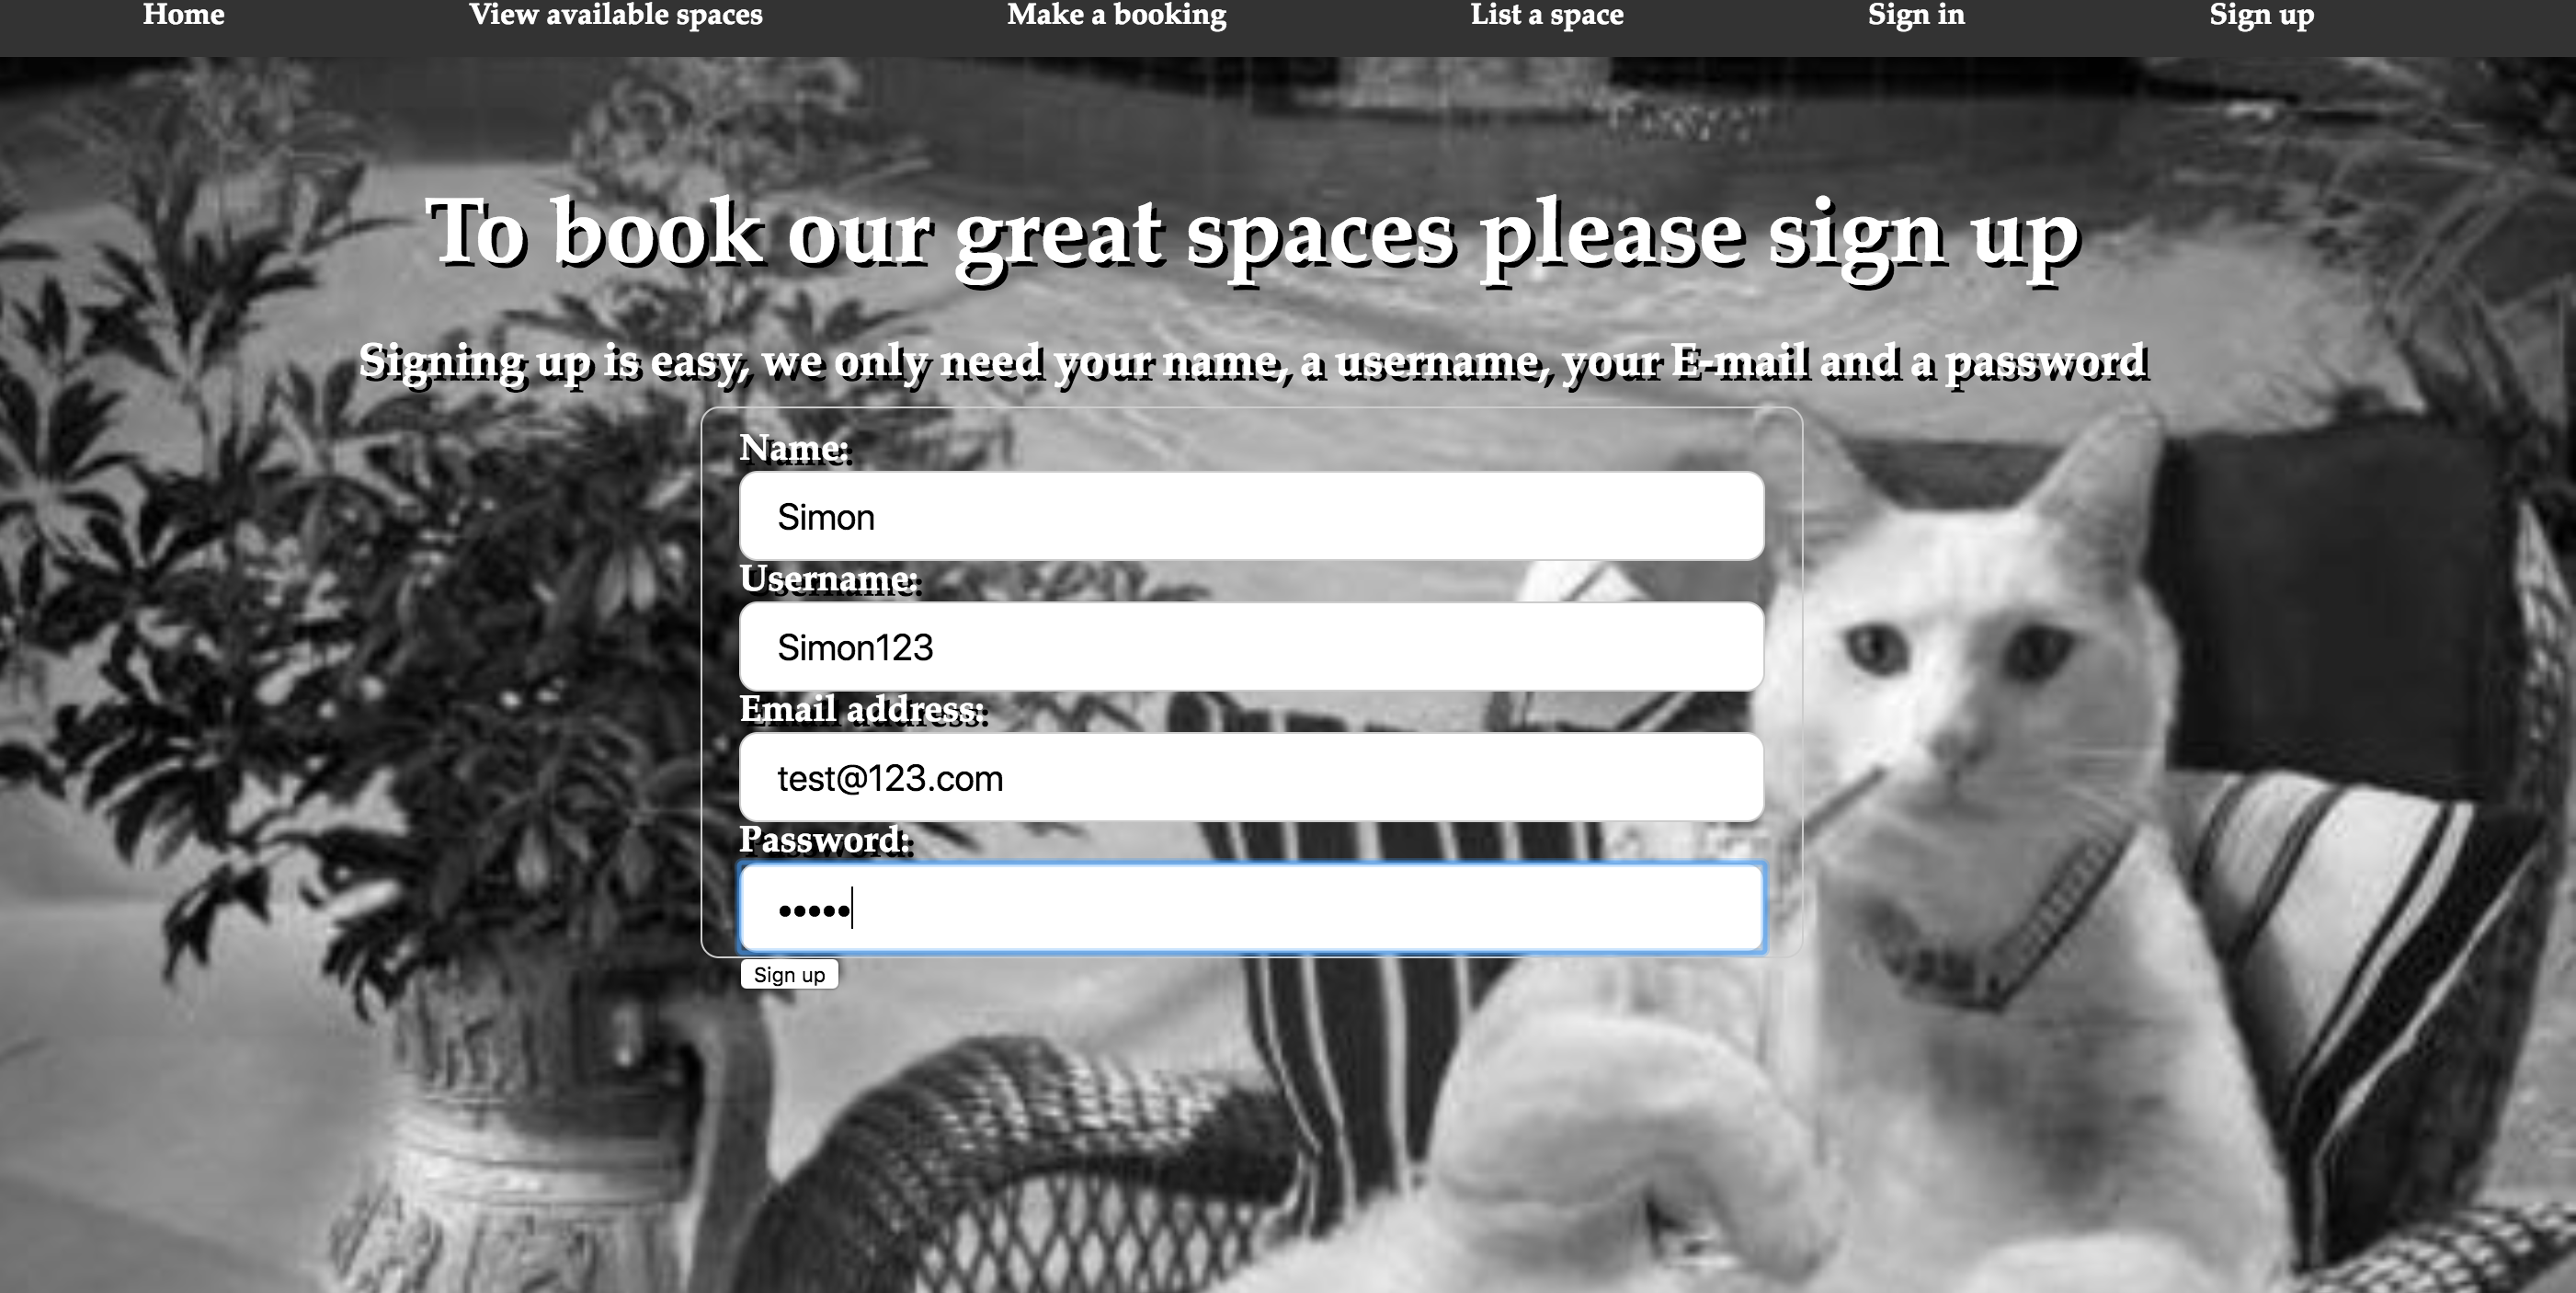 Home View available spaces Make a booking List a space Sign in Sign up
To book our great spaces please sign up
Signing up is easy, we only need your name, a username, your E-mail and a password
Name:
Simon
Username:
Simon123
Email address:
test@123.com
Password:
•••••
Sign up